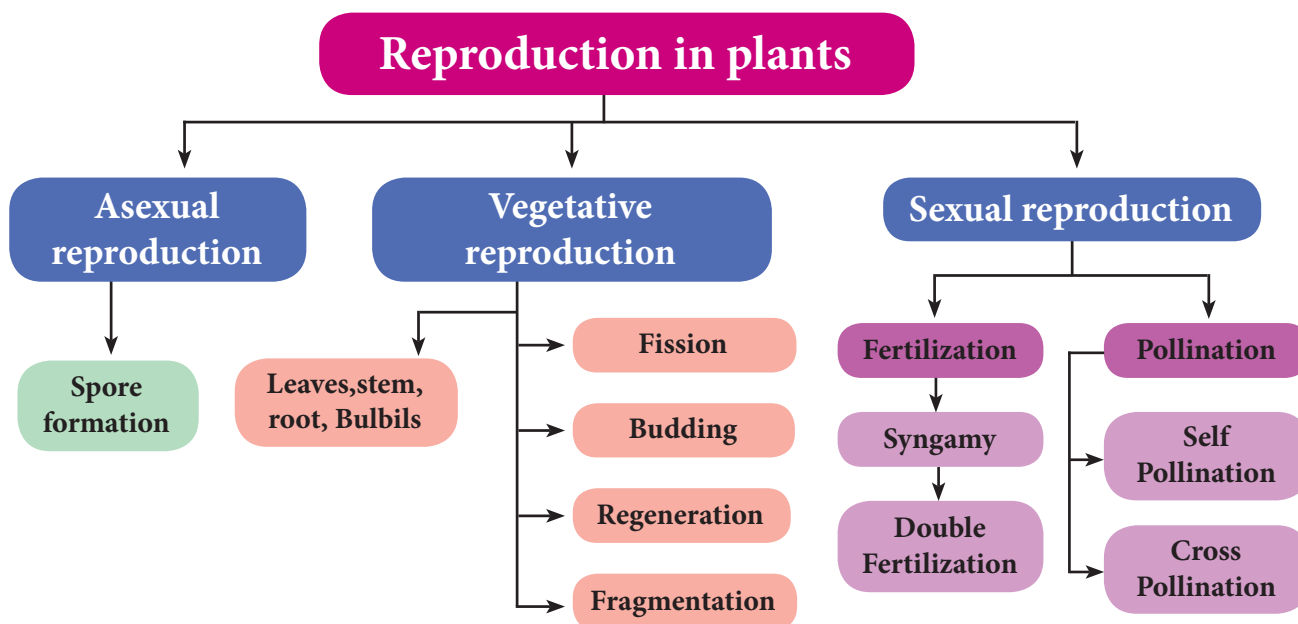 Reproduction in plants
Asexual
reproduction
Vegetative
reproduction
Sexual reproduction
Spore
formation
Leaves,stem,
root, Bulbils
Fission
Budding
Regeneration
Fragmentation
Fertilization
Syngamy
Double
Fertilization
Pollination
Self
Pollination
Cross
Pollination